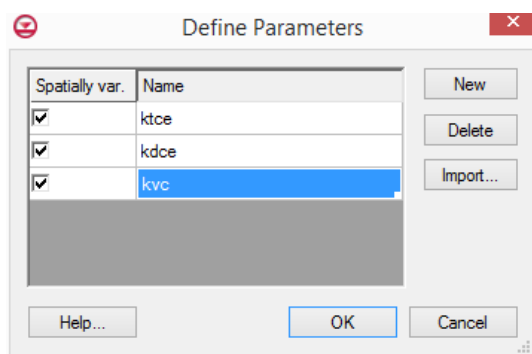 Define Parameters
Spatially var. Name
ktce
kdce
kvc
New
Delete
Import...
Help...
OK
Cancel